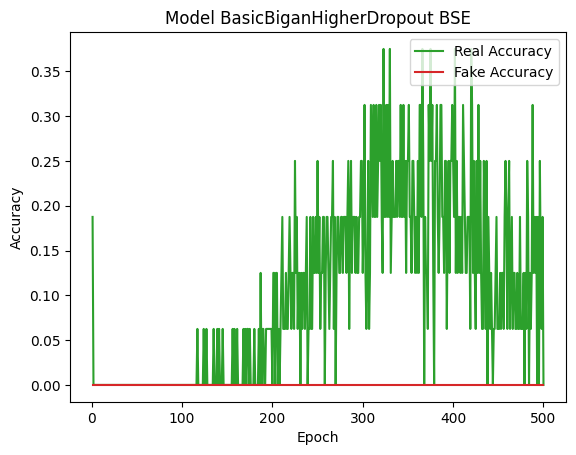 Model BasicBiganHigherDropout BSE
Real Accuracy
Fake Accuracy
Accuracy
0.35
0.30
0.25
0.20
0.15
0.10
0.05
0.00
0
100
200
300
400
500
Epoch